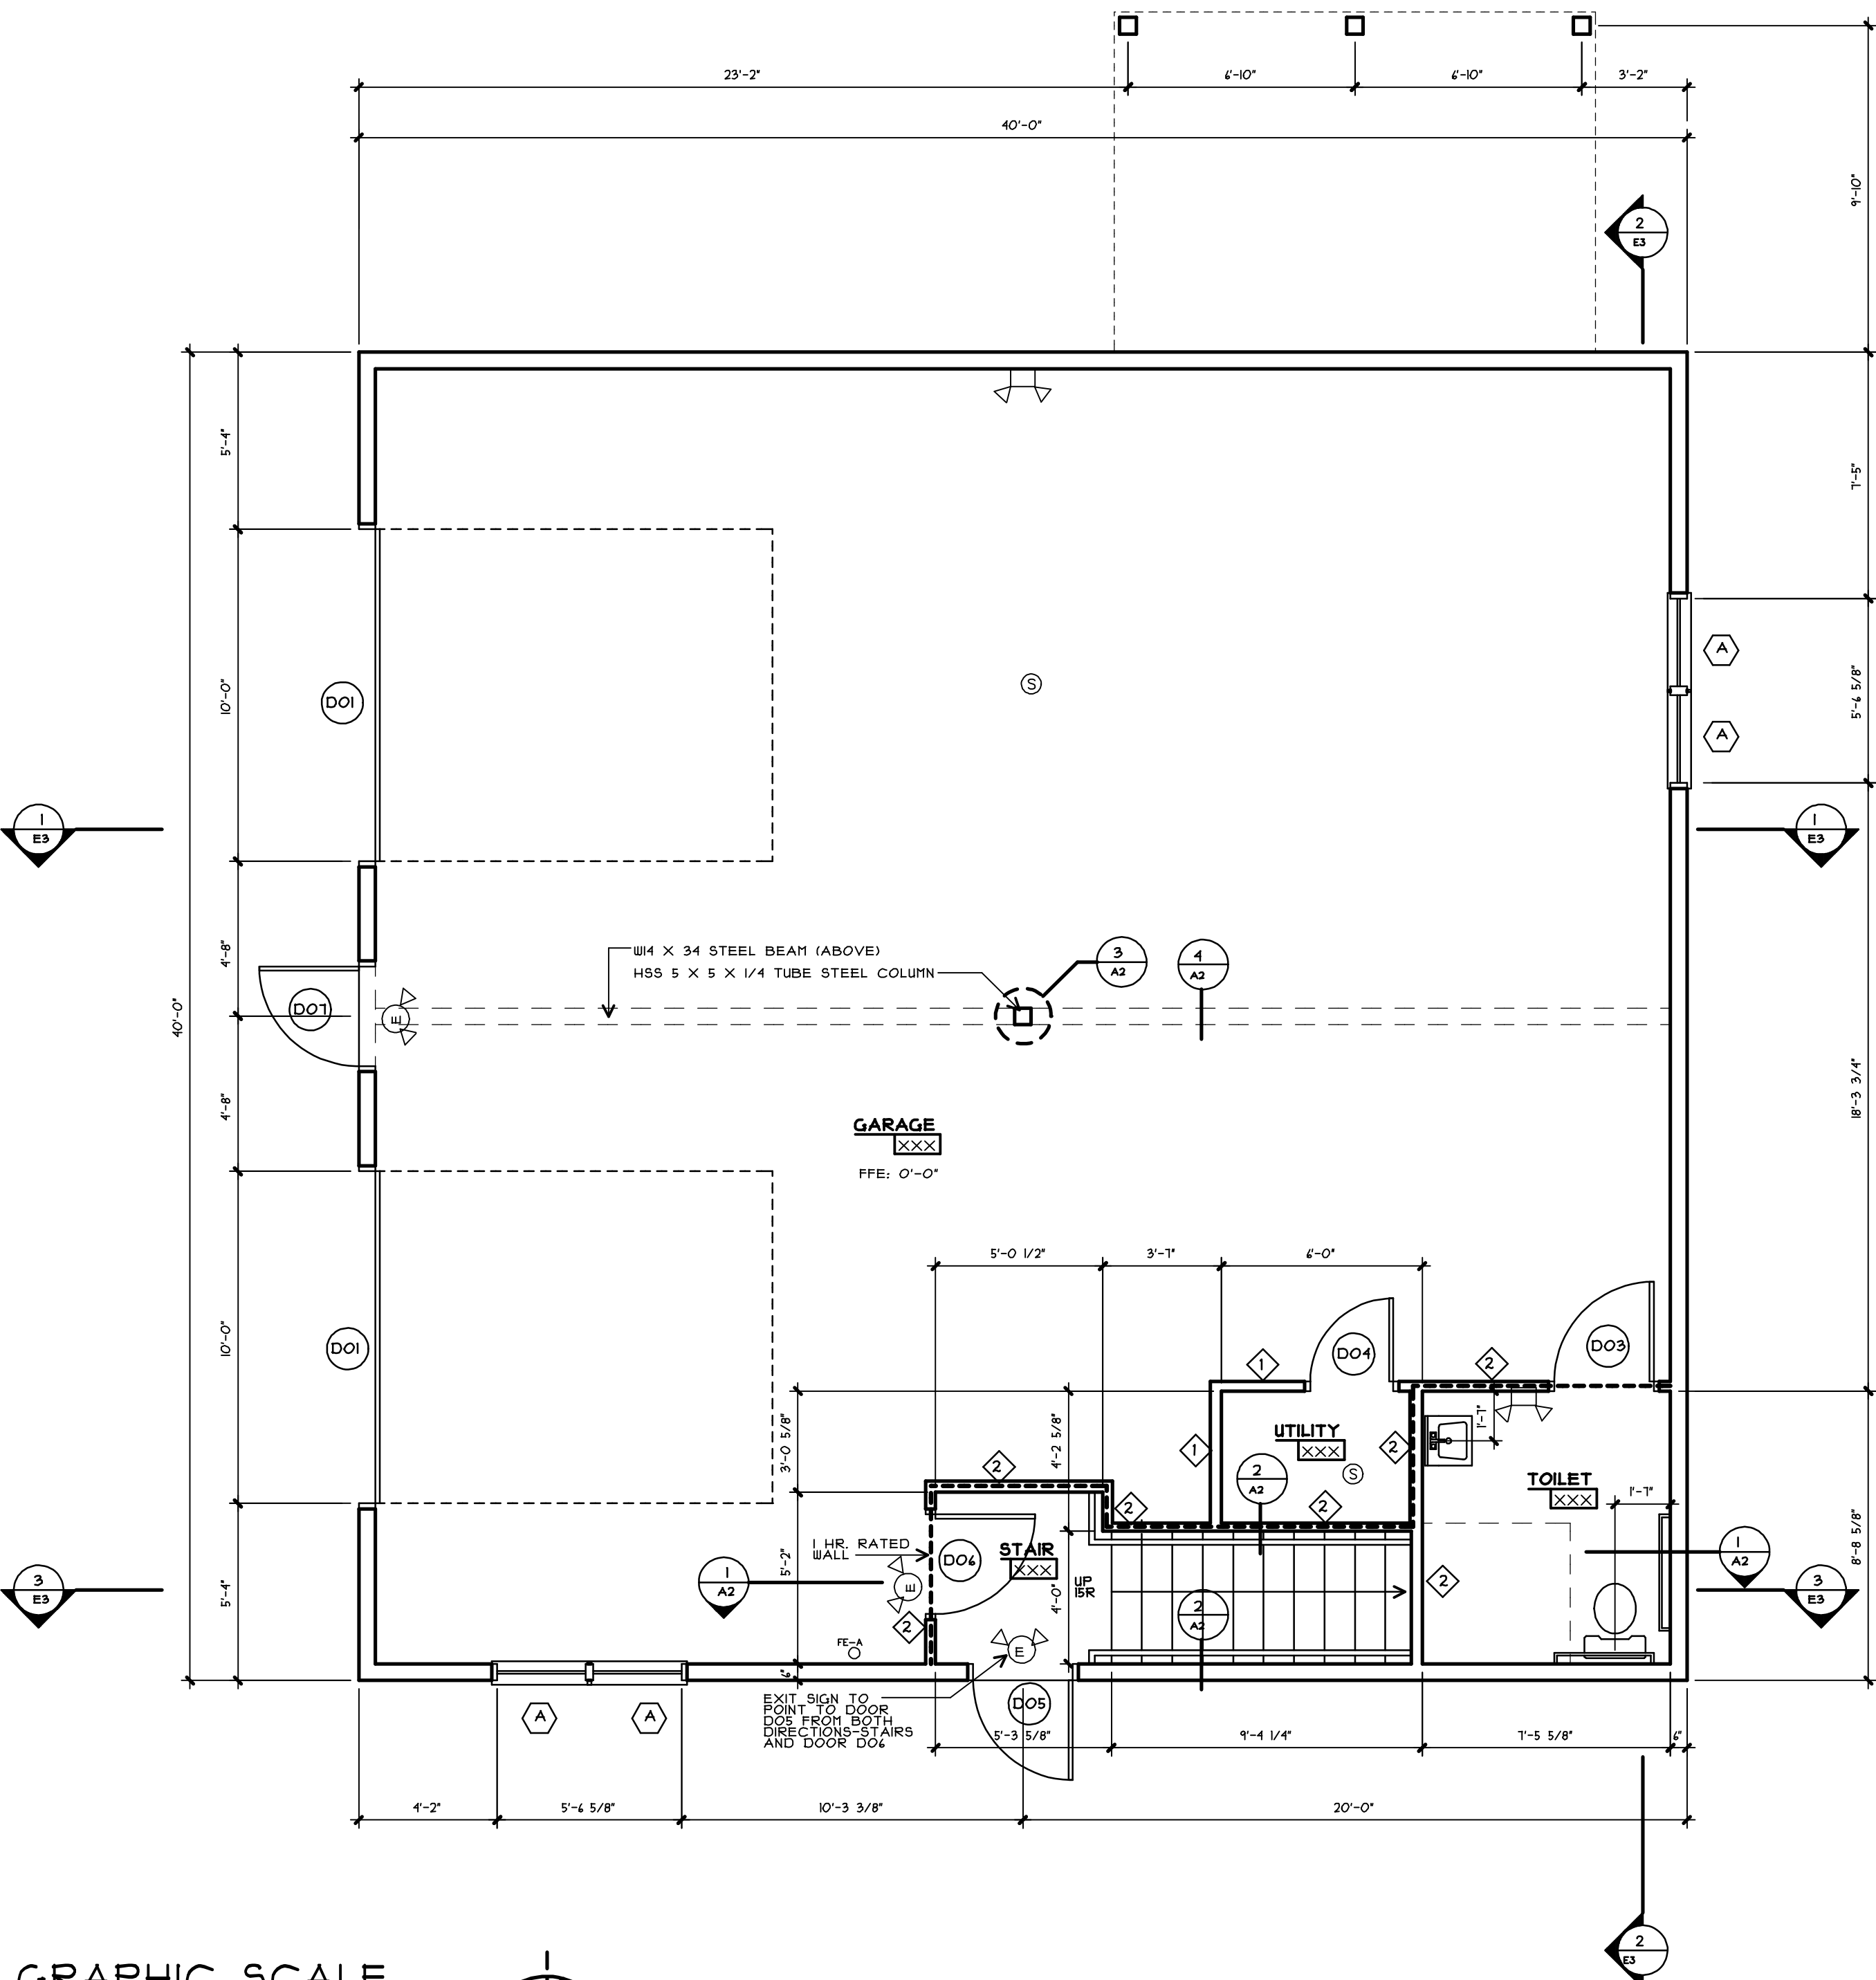 23'-2"
6'-10"
6'-10"
3'-2"
40'-0"
9'-10"
2
E3
5'-4"
7'-5"
A
5'-6 5/8"
A
S
10'-0"
D01
1
E3
1
E3
4'-8"
W14 X 34 STEEL BEAM (ABOVE)
HSS 5 X 5 X 1/4 TUBE STEEL COLUMN
3
A2
4
A2
40'-0"
D07
E
18'-3 3/4"
4'-8"
GARAGE
XXX
FFE: 0'-0"
5'-0 1/2"
3'-7"
6'-0"
10'-0"
D01
D04
D03
1
2
3'-0 5/8"
4'-2 5/8"
1
UTILITY
XXX
2
1'-7"
2
2
A2
S
TOILET
XXX
1'-7"
2
2
1 HR. RATED
WALL
D06
STAIR
XXX
5'-2"
1
A2
8'-8 5/8"
1
A2
E
UP
15R
4'-0"
2
3
E3
5'-4"
3
E3
2
A2
2
FE-A
E
6"
EXIT SIGN TO
POINT TO DOOR
D05 FROM BOTH
DIRECTIONS-STAIRS
AND DOOR D06
D05
A
A
5'-3 5/8"
9'-4 1/4"
7'-5 5/8"
6"
4'-2"
5'-6 5/8"
10'-3 3/8"
20'-0"
2
E3
GRAPHIC SCALE